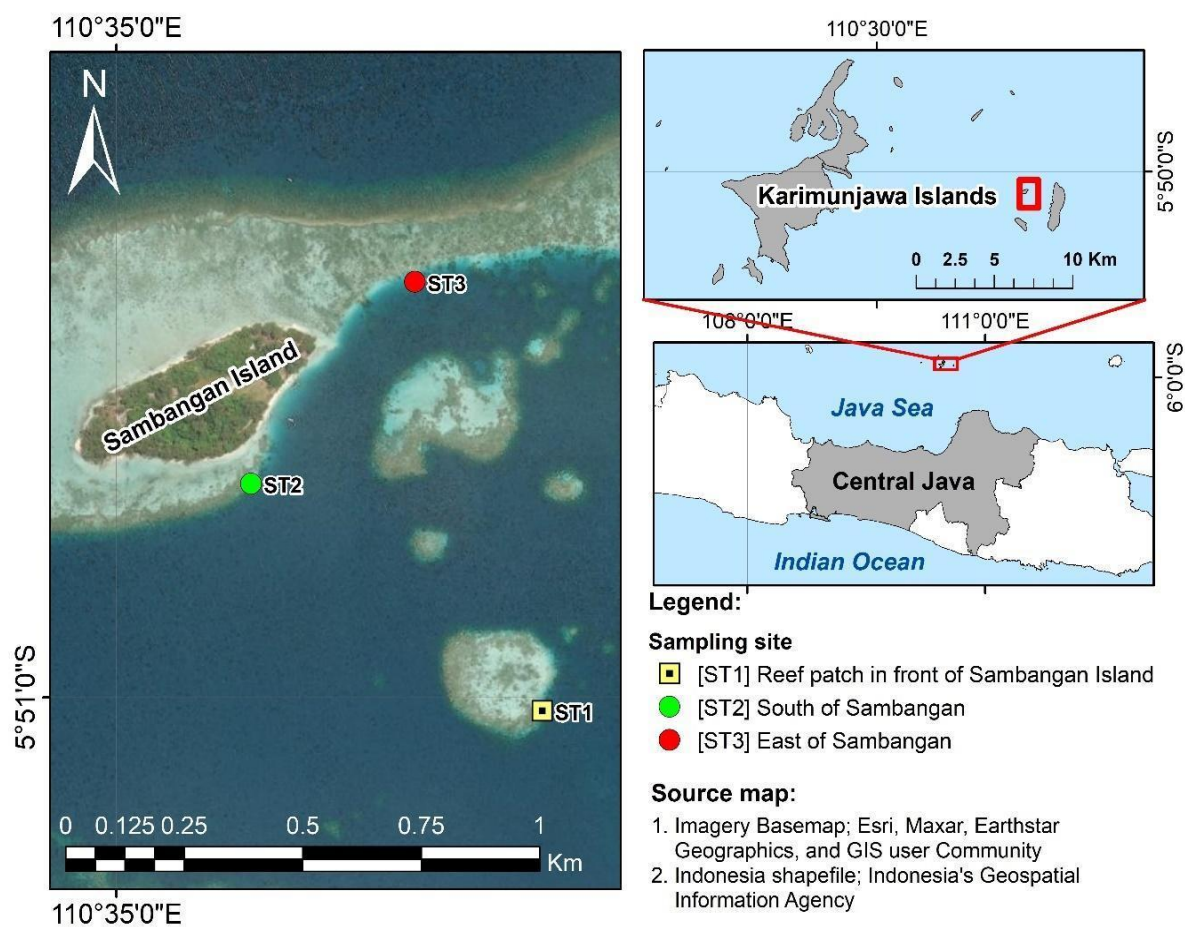 110°35'0"E
N
ST3
Sambangan Island
ST2
ST1
5°51'0"S
0 0.125 0.25 0.5 0.75 1
Km
110°35'0"E
110°30'0"E
5°50'0"S
Karimunjawa Islands
0 2.5 5 10 Km
108°0'0"E 111°0'0"E
6°0'0"S
Java Sea
Central Java
Indian Ocean
Legend:
Sampling site
[ST1] Reef patch in front of Sambangan Island
[ST2] South of Sambangan
[ST3] East of Sambangan
Source map:
1. Imagery Basemap; Esri, Maxar, Earthstar
Geographics, and GIS user Community
2. Indonesia shapefile; Indonesia's Geospatial
Information Agency